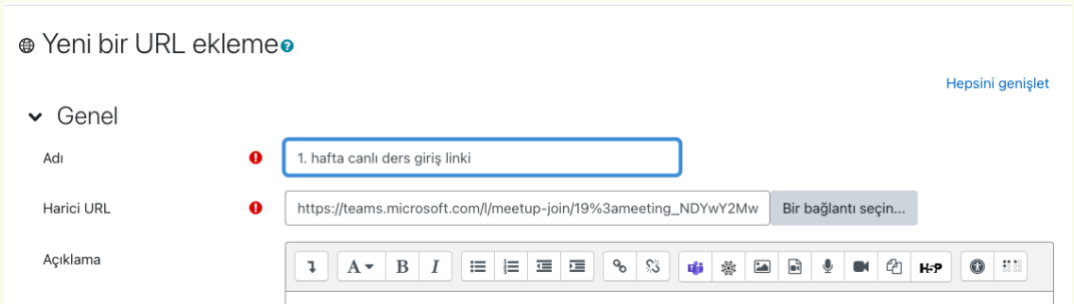 Yeni bir URL ekleme
Hepsini genişlet
Genel
Adı
1. hafta canlı ders giriş linki
Harici URL
https://teams.microsoft.com/l/meetup-join/19%3ameeting_NDYwY2Mw
Bir bağlantı seçin...
Açıklama
A B I H-P